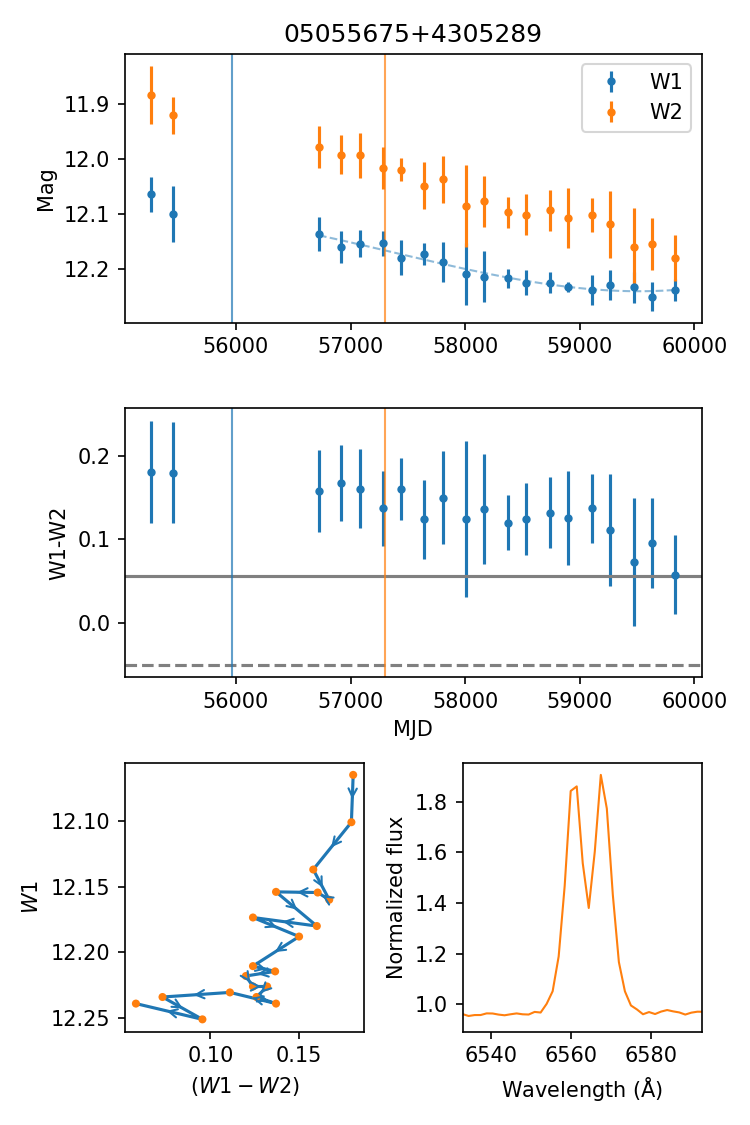 05055675+4305289
W1
W2
Mag
11.9
12.0
12.1
12.2
56000 57000 58000 59000 60000
W1-W2
0.2
0.1
0.0
56000 57000 58000 59000 60000
MJD
W1
12.10
12.15
12.20
12.25
0.10 0.15
(W1 − W2)
Normalized flux
1.8
1.6
1.4
1.2
1.0
6540 6560 6580
Wavelength (Å)